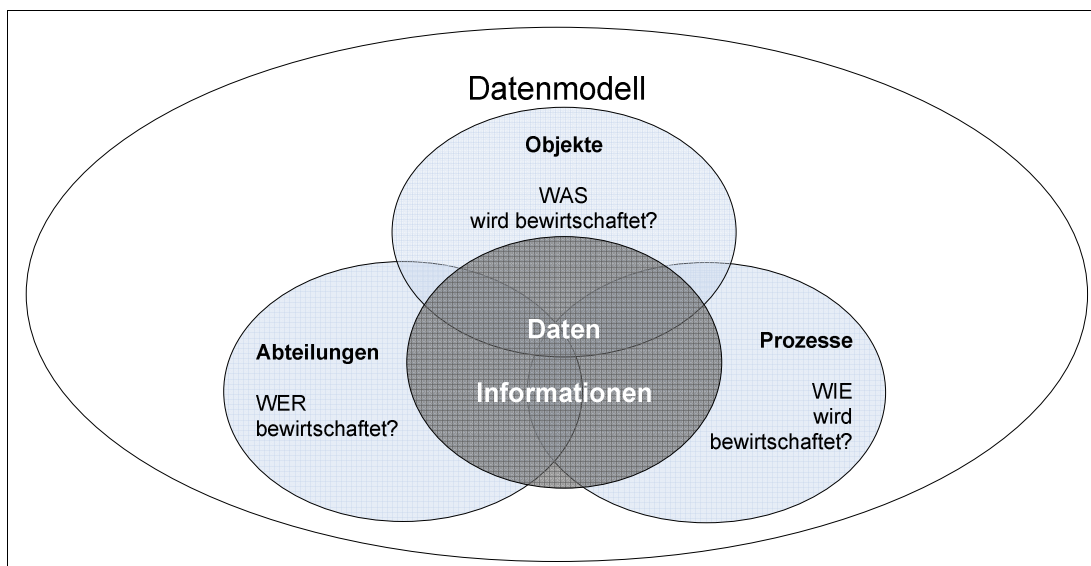 Datenmodell
Objekte
WAS
wird bewirtschaftet?
Daten
Informationen
Abteilungen
WER
bewirtschaftet?
Prozesse
WIE
wird
bewirtschaftet?